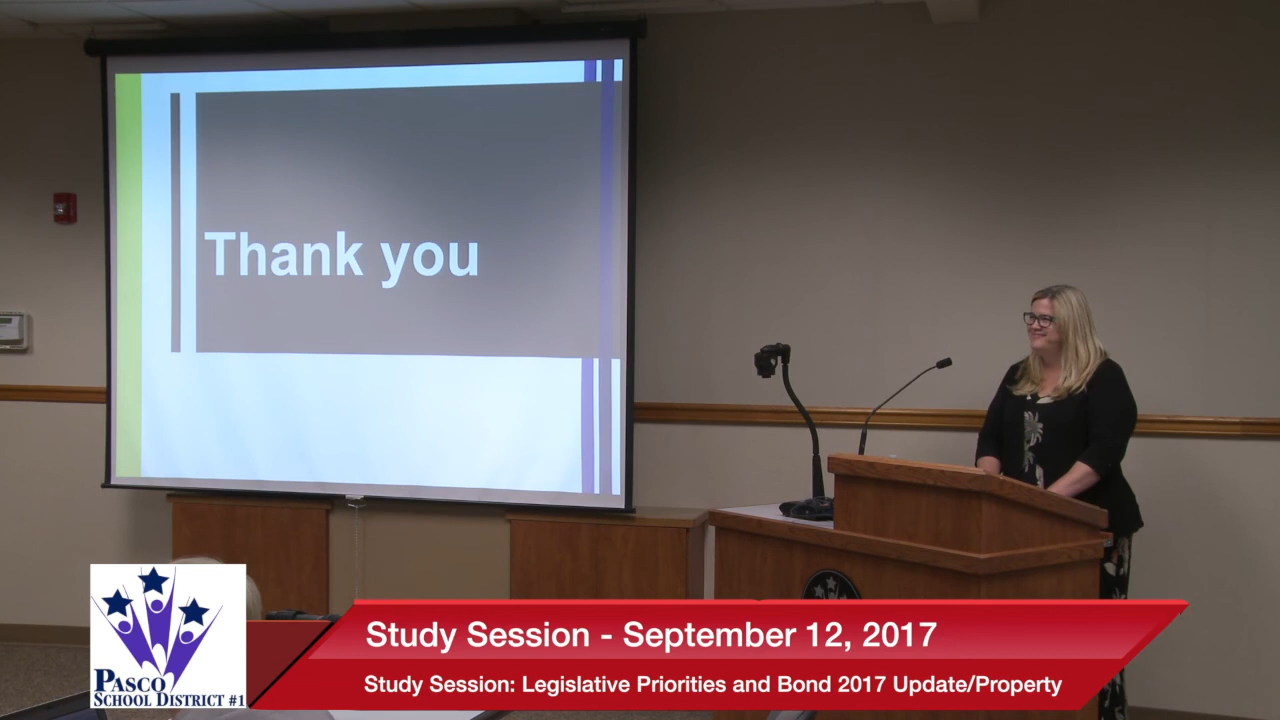 Thank you
Study Session - September 12, 2017
Study Session: Legislative Priorities and Bond 2017 Update/Property
PASCO
SCHOOL DISTRICT #1